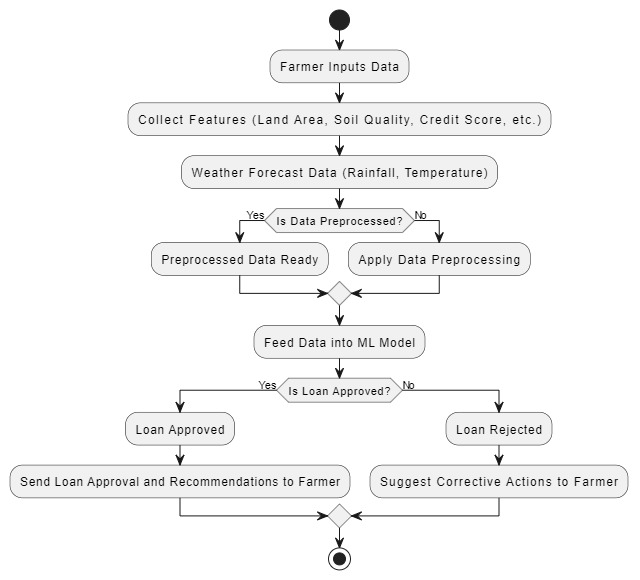 Farmer Inputs Data
Collect Features (Land Area, Soil Quality, Credit Score, etc.)
Weather Forecast Data (Rainfall, Temperature)
Yes
Is Data Preprocessed?
No
Preprocessed Data Ready
Apply Data Preprocessing
Feed Data into ML Model
Yes
Is Loan Approved?
No
Loan Approved
Loan Rejected
Send Loan Approval and Recommendations to Farmer
Suggest Corrective Actions to Farmer